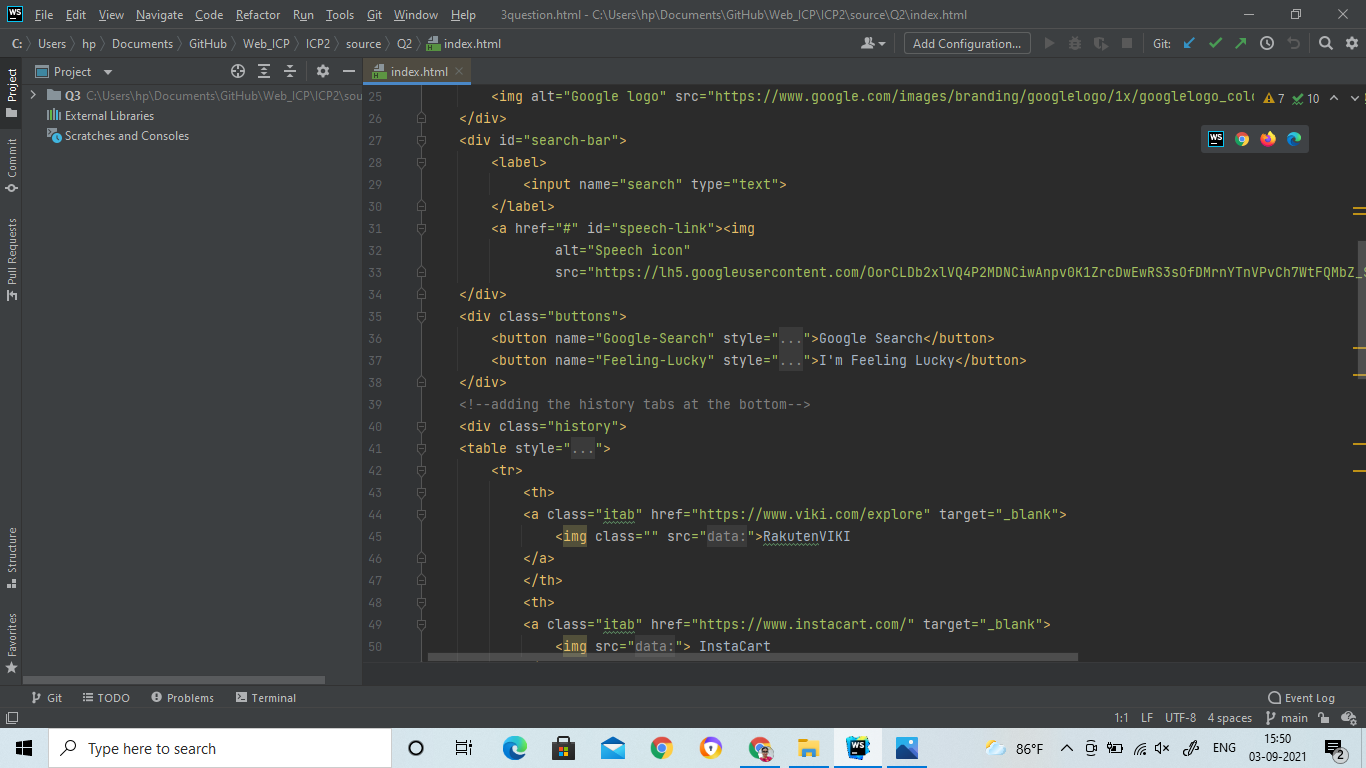 WS File Edit View Navigate Code Refactor Run Tools Git Window Help 3question.html - C:\Users\hp\Documents\GitHub\Web_ICP\ICP2\source\Q2\index.html
C: Users hp Documents GitHub Web_ICP ICP2 source Q2 index.html Add Configuration... Git:
Project
index.html
Q3 C:\Users\hp\Documents\GitHub\Web_ICP\ICP2\sou
External Libraries
Scratches and Consoles
Project
Commit
Pull Requests
Structure
Favorites
7 10
WS
25 <img alt="Google logo" src="https://www.google.com/images/branding/googlelogo/1x/googlelogo_colo
26 </div>
27 <div id="search-bar">
28 <label>
29 <input name="search" type="text">
30 </label>
31 <a href="#" id="speech-link"><img
32 alt="Speech icon"
33 src="https://lh5.googleusercontent.com/OorCLDb2xlVQ4P2MDNCiwAnpv0K1ZrcDwEwRS3sOfDMrnYTnVPvCh7WtFQMbZ_S
34 </div>
35 <div class="buttons">
36 <button name="Google-Search" style="...">Google Search</button>
37 <button name="Feeling-Lucky" style="...">I'm Feeling Lucky</button>
38 </div>
39 <!--adding the history tabs at the bottom-->
40 <div class="history">
41 <table style="...">
42 <tr>
43 <th>
44 <a class="itab" href="https://www.viki.com/explore" target="_blank">
45 <img class="" src="data:">RakutenVIKI
46 </a>
47 </th>
48 <th>
49 <a class="itab" href="https://www.instacart.com/" target="_blank">
50 <img src="data:"> InstaCart
Git TODO Problems Terminal Event Log
1:1 LF UTF-8 4 spaces main
Type here to search
WS
86°F ENG
15:50
03-09-2021
2